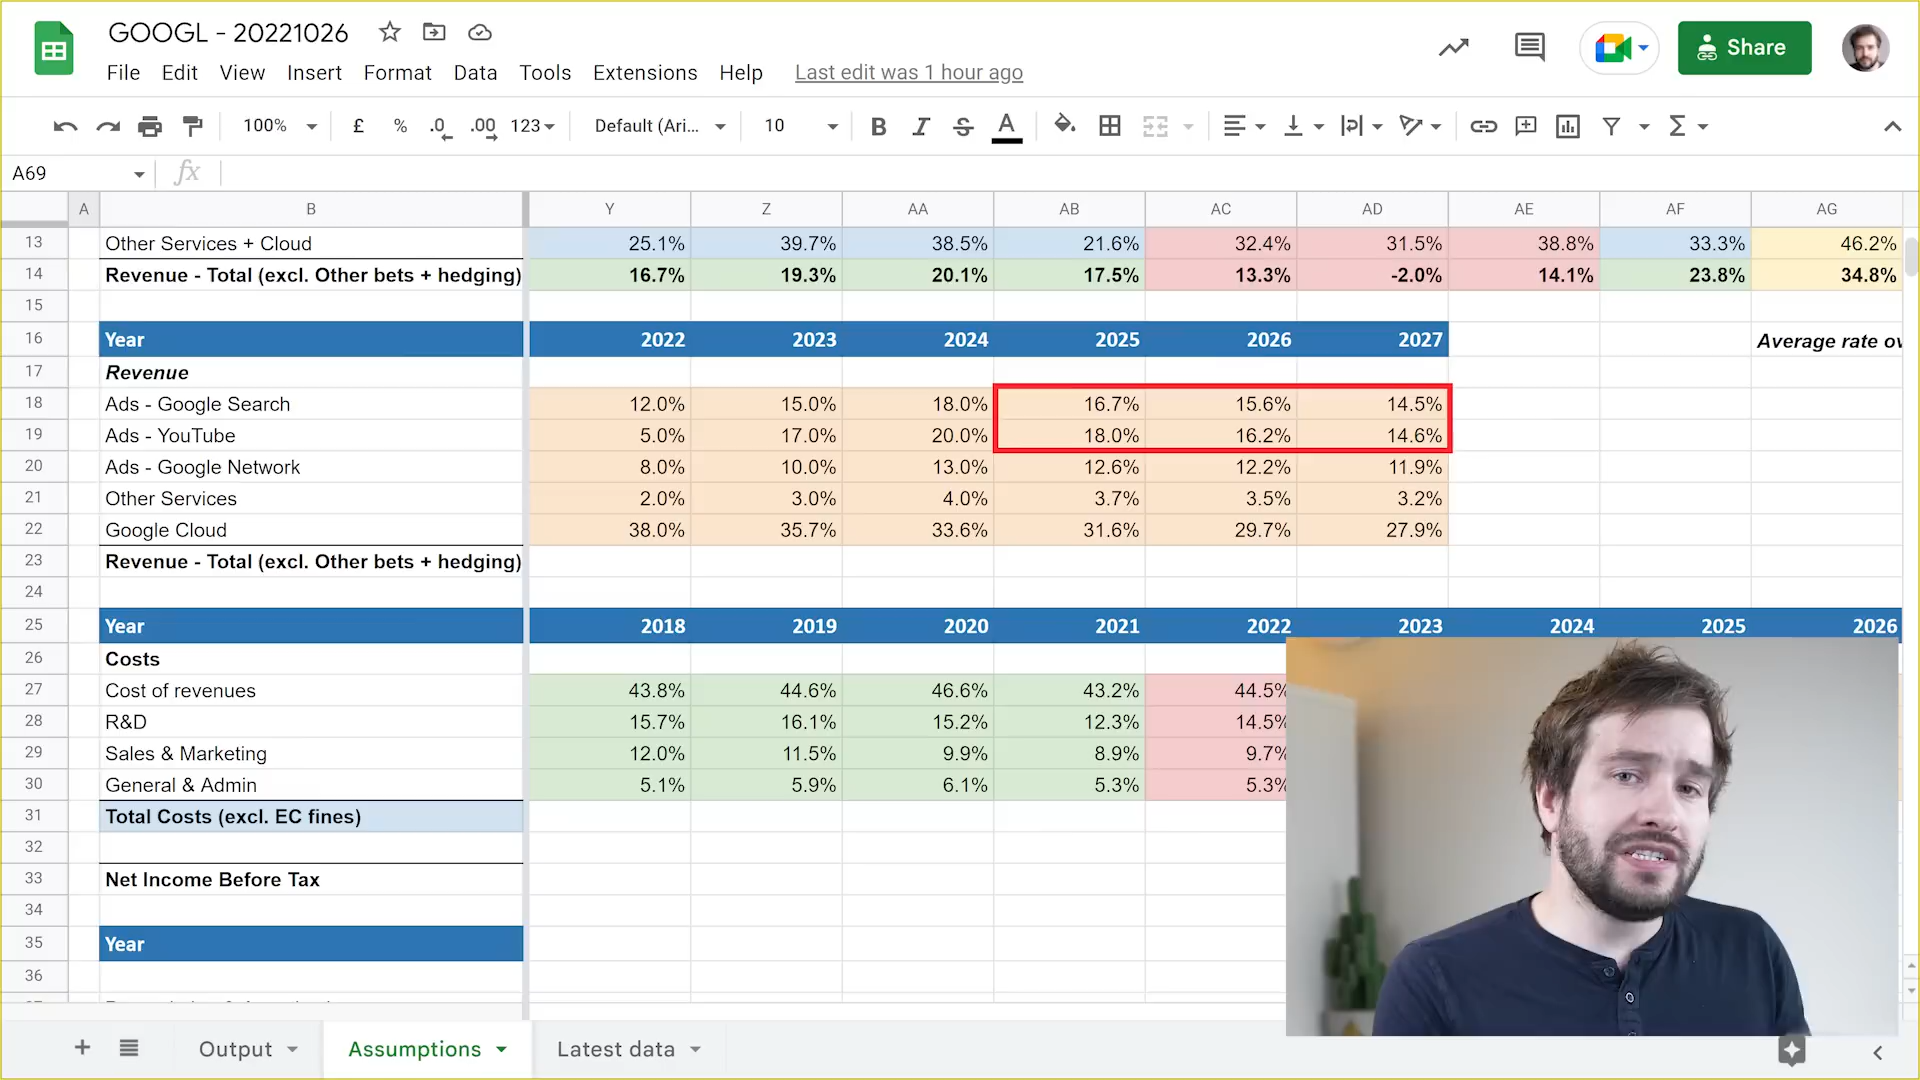 GOOGL - 20221026
File Edit View Insert Format Data Tools Extensions Help Last edit was 1 hour ago
Share
100% £ % .0 .00 123 Default (Ari... 10 B I S A Σ
A69 fx
A B Y Z AA AB AC AD AE AF AG
13 Other Services + Cloud 25.1% 39.7% 38.5% 21.6% 32.4% 31.5% 38.8% 33.3% 46.2%
14 Revenue - Total (excl. Other bets + hedging) 16.7% 19.3% 20.1% 17.5% 13.3% -2.0% 14.1% 23.8% 34.8%
15
16 Year 2022 2023 2024 2025 2026 2027 Average rate ov
17 Revenue
18 Ads - Google Search 12.0% 15.0% 18.0% 16.7% 15.6% 14.5%
19 Ads - YouTube 5.0% 17.0% 20.0% 18.0% 16.2% 14.6%
20 Ads - Google Network 8.0% 10.0% 13.0% 12.6% 12.2% 11.9%
21 Other Services 2.0% 3.0% 4.0% 3.7% 3.5% 3.2%
22 Google Cloud 38.0% 35.7% 33.6% 31.6% 29.7% 27.9%
23 Revenue - Total (excl. Other bets + hedging)
24
25 Year 2018 2019 2020 2021 2022 2023 2024 2025 2026
26 Costs
27 Cost of revenues 43.8% 44.6% 46.6% 43.2% 44.5%
28 R&D 15.7% 16.1% 15.2% 12.3% 14.5%
29 Sales & Marketing 12.0% 11.5% 9.9% 8.9% 9.7%
30 General & Admin 5.1% 5.9% 6.1% 5.3% 5.3%
31 Total Costs (excl. EC fines)
32
33 Net Income Before Tax
34
35 Year
36
Output Assumptions Latest data